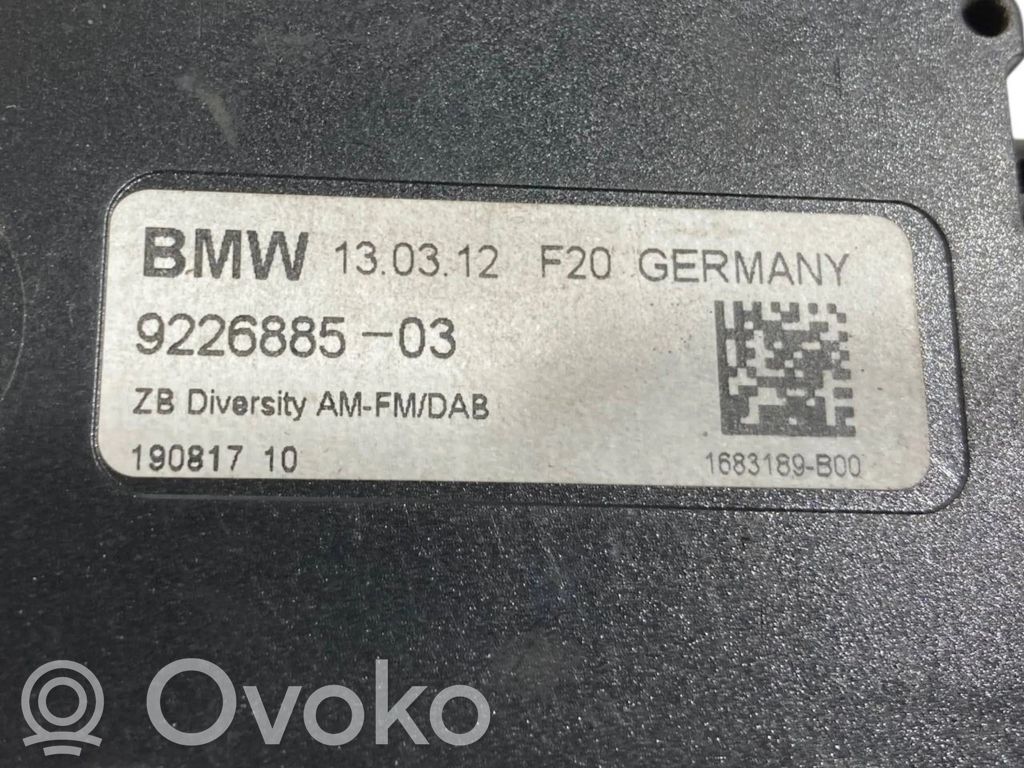 BMW 13.03.12 F20 GERMANY
9226885-03
ZB Diversity AM-FM/DAB
190817 10
1683189-B00
Ovoko